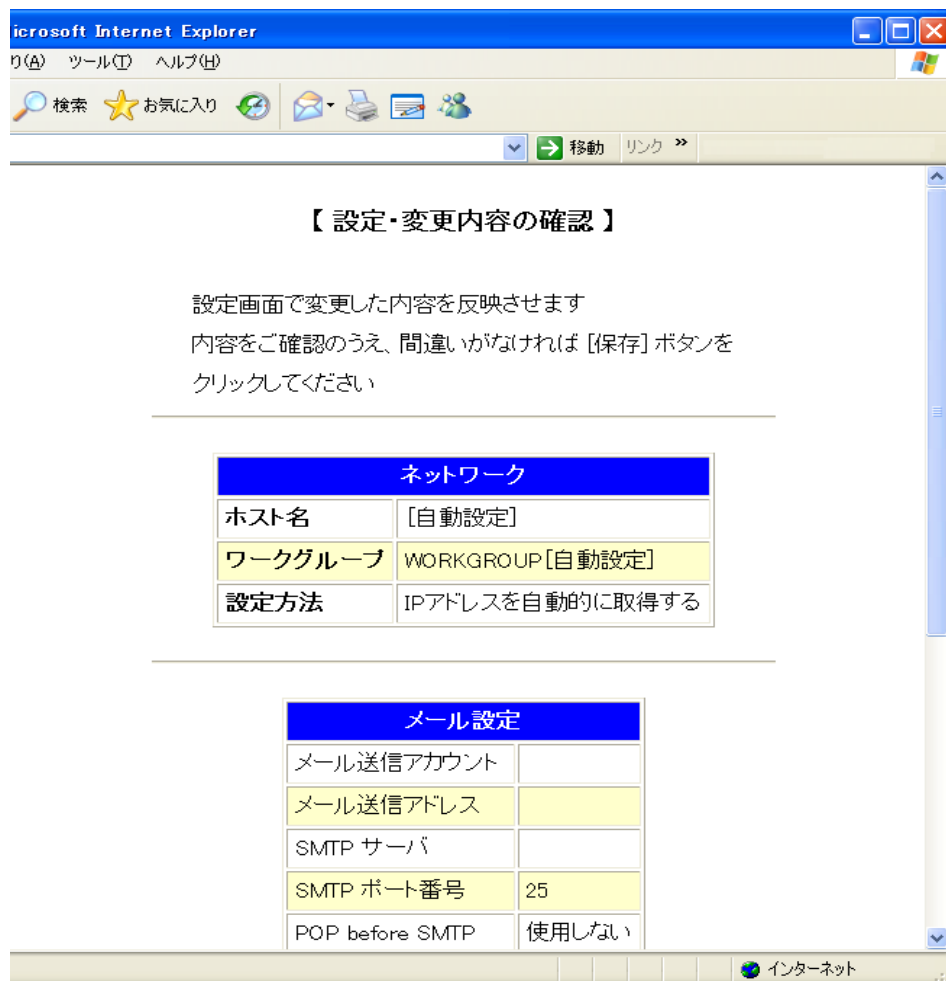 icrosoft Internet Explorer
り(A) ツール(T) ヘルプ(H)
検索 お気に入り
移動 リンク »
【 設定・変更内容の確認 】
設定画面で変更した内容を反映させます
内容をご確認のうえ、間違いがなければ [保存] ボタンを
クリックしてください
ネットワーク
ホスト名 [自動設定]
ワークグループ WORKGROUP[自動設定]
設定方法 IPアドレスを自動的に取得する
メール設定
メール送信アカウント
メール送信アドレス
SMTP サーバ
SMTP ポート番号 25
POP before SMTP 使用しない
インターネット